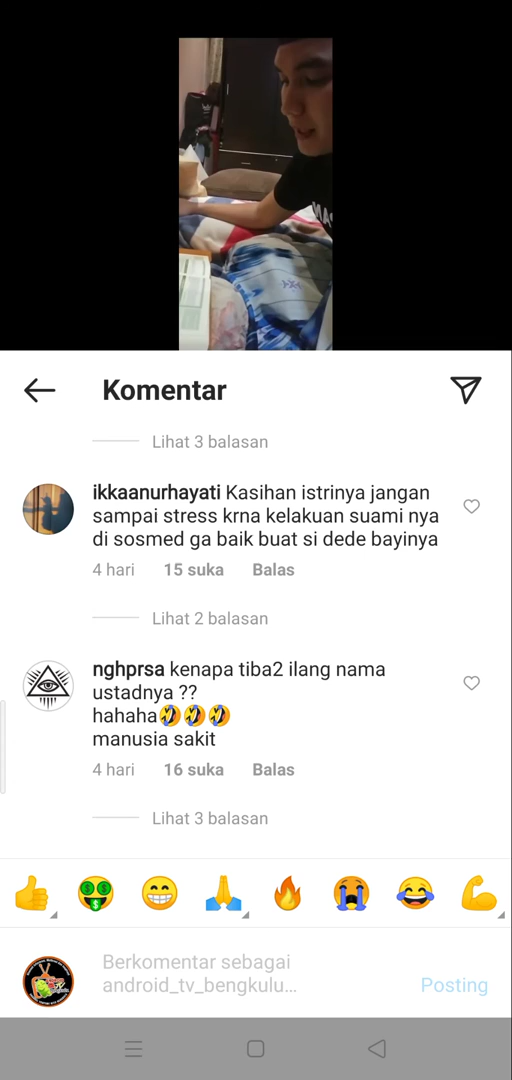 Komentar
Lihat 3 balasan
ikkaanurhayati Kasihan istrinya jangan
sampai stress krna kelakuan suami nya
di sosmed ga baik buat si dede bayinya
4 hari 15 suka Balas
Lihat 2 balasan
nghprsa kenapa tiba2 ilang nama
ustadnya ??
hahaha🤣🤣🤣
manusia sakit
4 hari 16 suka Balas
Lihat 3 balasan
Berkomentar sebagai
android_tv_bengkulu...
Posting